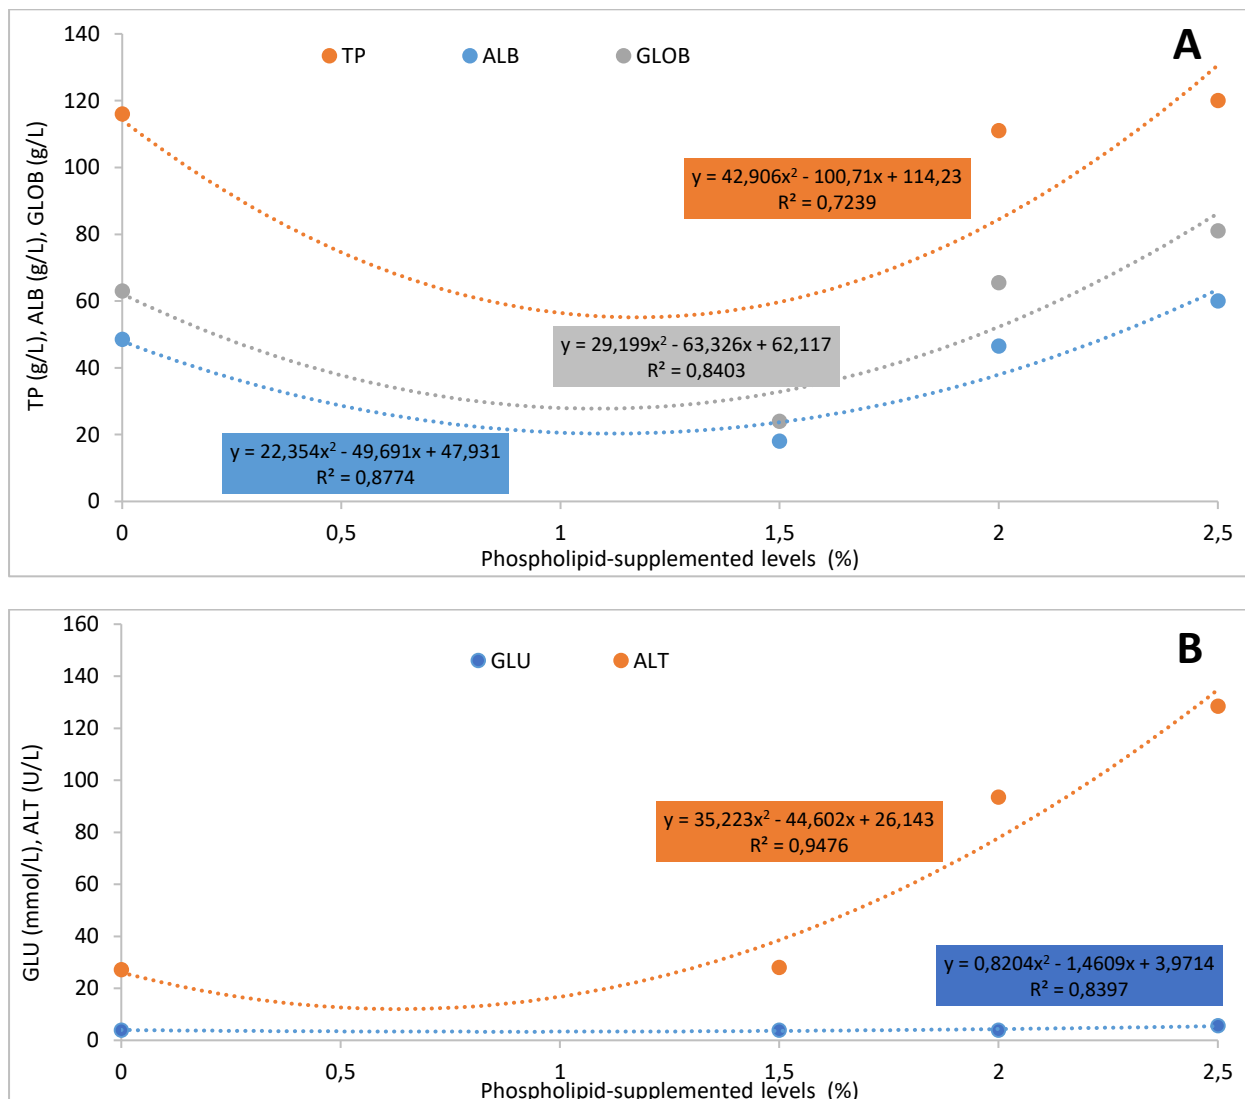 A
TP ALB GLOB
TP (g/L), ALB (g/L), GLOB (g/L)
140
120
100
80
60
40
20
0
y = 42,906x² - 100,71x + 114,23
R² = 0,7239
y = 29,199x² - 63,326x + 62,117
R² = 0,8403
y = 22,354x² - 49,691x + 47,931
R² = 0,8774
0 0,5 1 1,5 2 2,5
Phospholipid-supplemented levels (%)
B
GLU ALT
GLU (mmol/L), ALT (U/L)
160
140
120
100
80
60
40
20
0
y = 35,223x² - 44,602x + 26,143
R² = 0,9476
y = 0,8204x² - 1,4609x + 3,9714
R² = 0,8397
0 0,5 1 1,5 2 2,5
Phospholipid-supplemented levels (%)